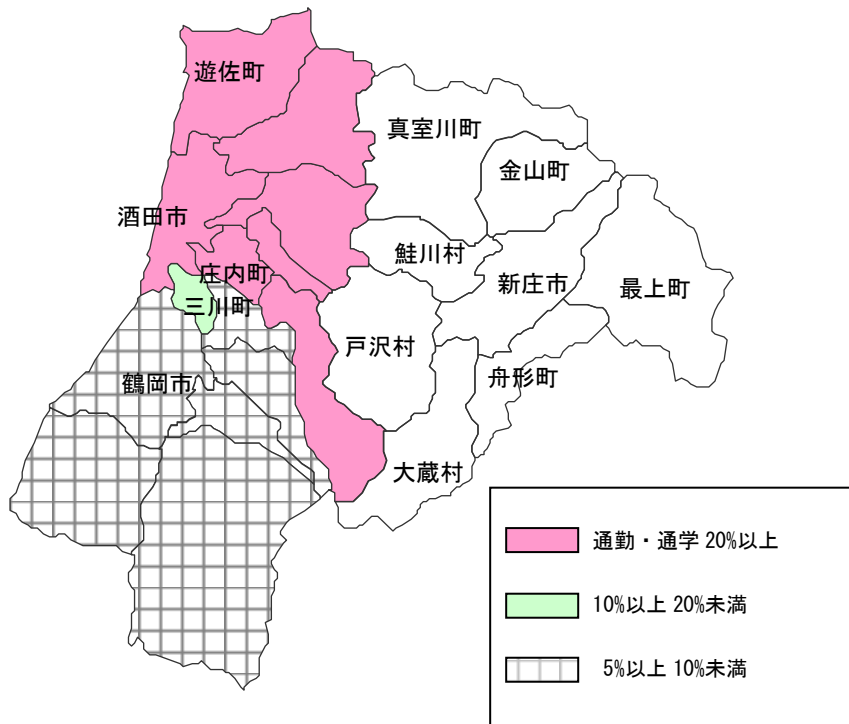 遊佐町
真室川町
金山町
酒田市
鮭川村
庄内町
新庄市
最上町
三川町
戸沢村
舟形町
鶴岡市
大蔵村
通勤・通学 20%以上
10%以上 20%未満
5%以上 10%未満